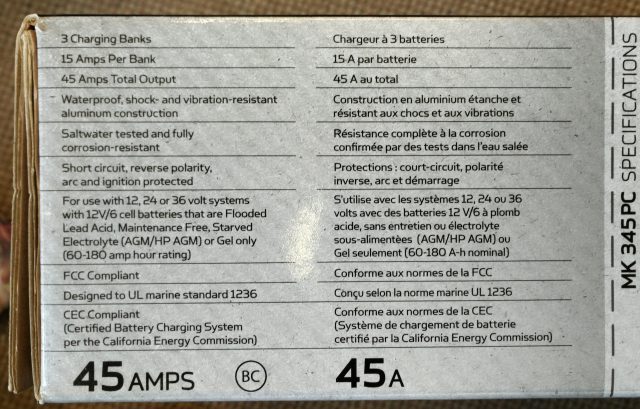 3 Charging Banks
15 Amps Per Bank
45 Amps Total Output
Waterproof, shock- and vibration-resistant
aluminum construction
Saltwater tested and fully
corrosion-resistant
Short circuit, reverse polarity,
arc and ignition protected
For use with 12, 24 or 36 volt systems
with 12V/6 cell batteries that are Flooded
Lead Acid, Maintenance Free, Starved
Electrolyte (AGM/HP AGM) or Gel only
(60-180 amp hour rating)
FCC Compliant
Designed to UL marine standard 1236
CEC Compliant
(Certified Battery Charging System
per the California Energy Commission)
45 AMPS
BC
Chargeur à 3 batteries
15 A par batterie
45 A au total
Construction en aluminium étanche et
résistant aux chocs et aux vibrations
Résistance complète à la corrosion
confirmée par des tests dans l'eau salée
Protections : court-circuit, polarité
inverse, arc et démarrage
S'utilise avec les systèmes 12, 24 ou 36
volts avec des batteries 12 V/6 à plomb
acide, sans entretien ou électrolyte
sous-alimentées (AGM/HP AGM) ou
Gel seulement (60-180 A-h nominal)
Conforme aux normes de la FCC
Conçu selon la norme marine UL 1236
Conforme aux normes de la CEC
(Système de chargement de batterie
certifié par la California Energy Commission)
45 A
MK 345PC SPECIFICATIONS